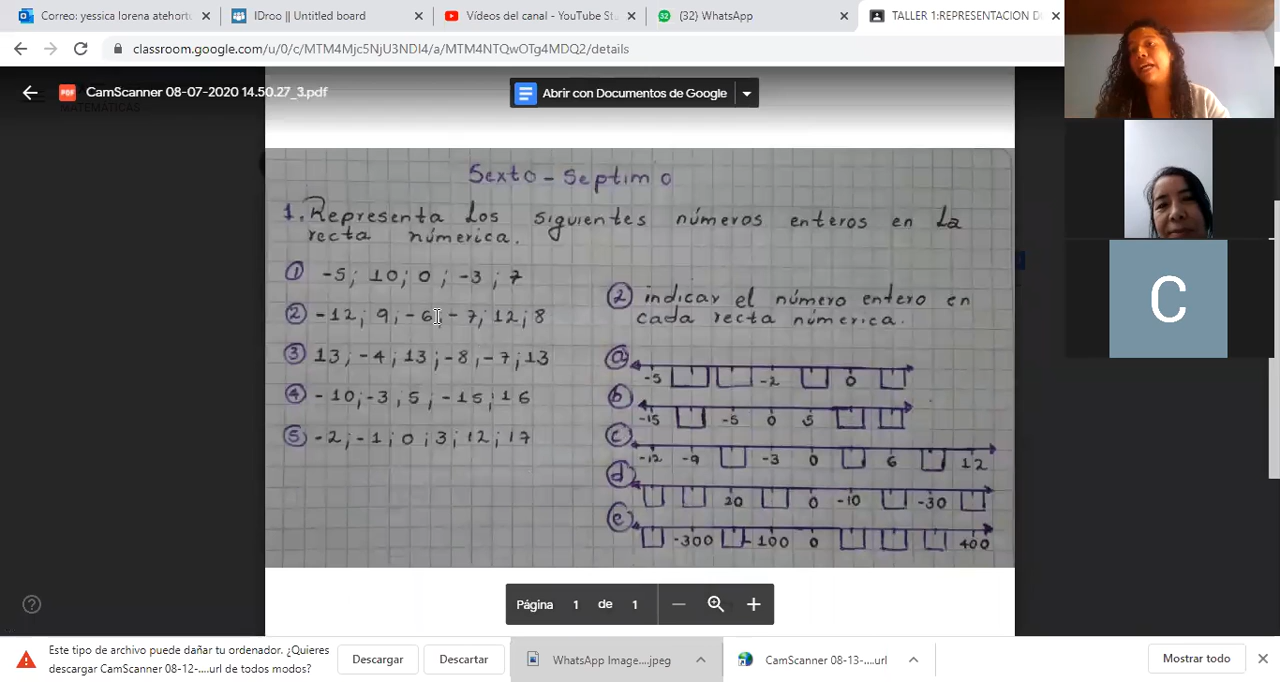 Correo: yessica lorena atehortu
IDroo || Untitled board
Vídeos del canal - YouTube St
(32) WhatsApp
TALLER 1:REPRESENTACION D
classroom.google.com/u/0/c/MTM4Mjc5NjU3NDI4/a/MTM4NTQwOTg4MDQ2/details
PDF
CamScanner 08-07-2020 14.50.27_3.pdf
MATEMÁTICAS
Abrir con Documentos de Google
Sexto - Septimo
1. Representa los siguientes números enteros en la
recta númerica.
① -5; 10; 0; -3; 7
② -12; 9; -6; -7; 12; 8
③ 13; -4; 13; -8, -7; 13
④ -10; -3, 5; -15; 16
⑤ -2; -1; 0; 3; 12; 17
② indicar el número entero en
cada recta númerica.
ⓐ -5 -2 0
ⓑ -15 -5 0 5
ⓒ -12 -9 -3 0 6 12
ⓓ 20 0 -10 -30
ⓔ -300 -100 0 400
C
Página 1 de 1
Este tipo de archivo puede dañar tu ordenador. ¿Quieres
descargar CamScanner 08-12-....url de todos modos?
Descargar
Descartar
WhatsApp Image....jpeg
CamScanner 08-13-....url
Mostrar todo